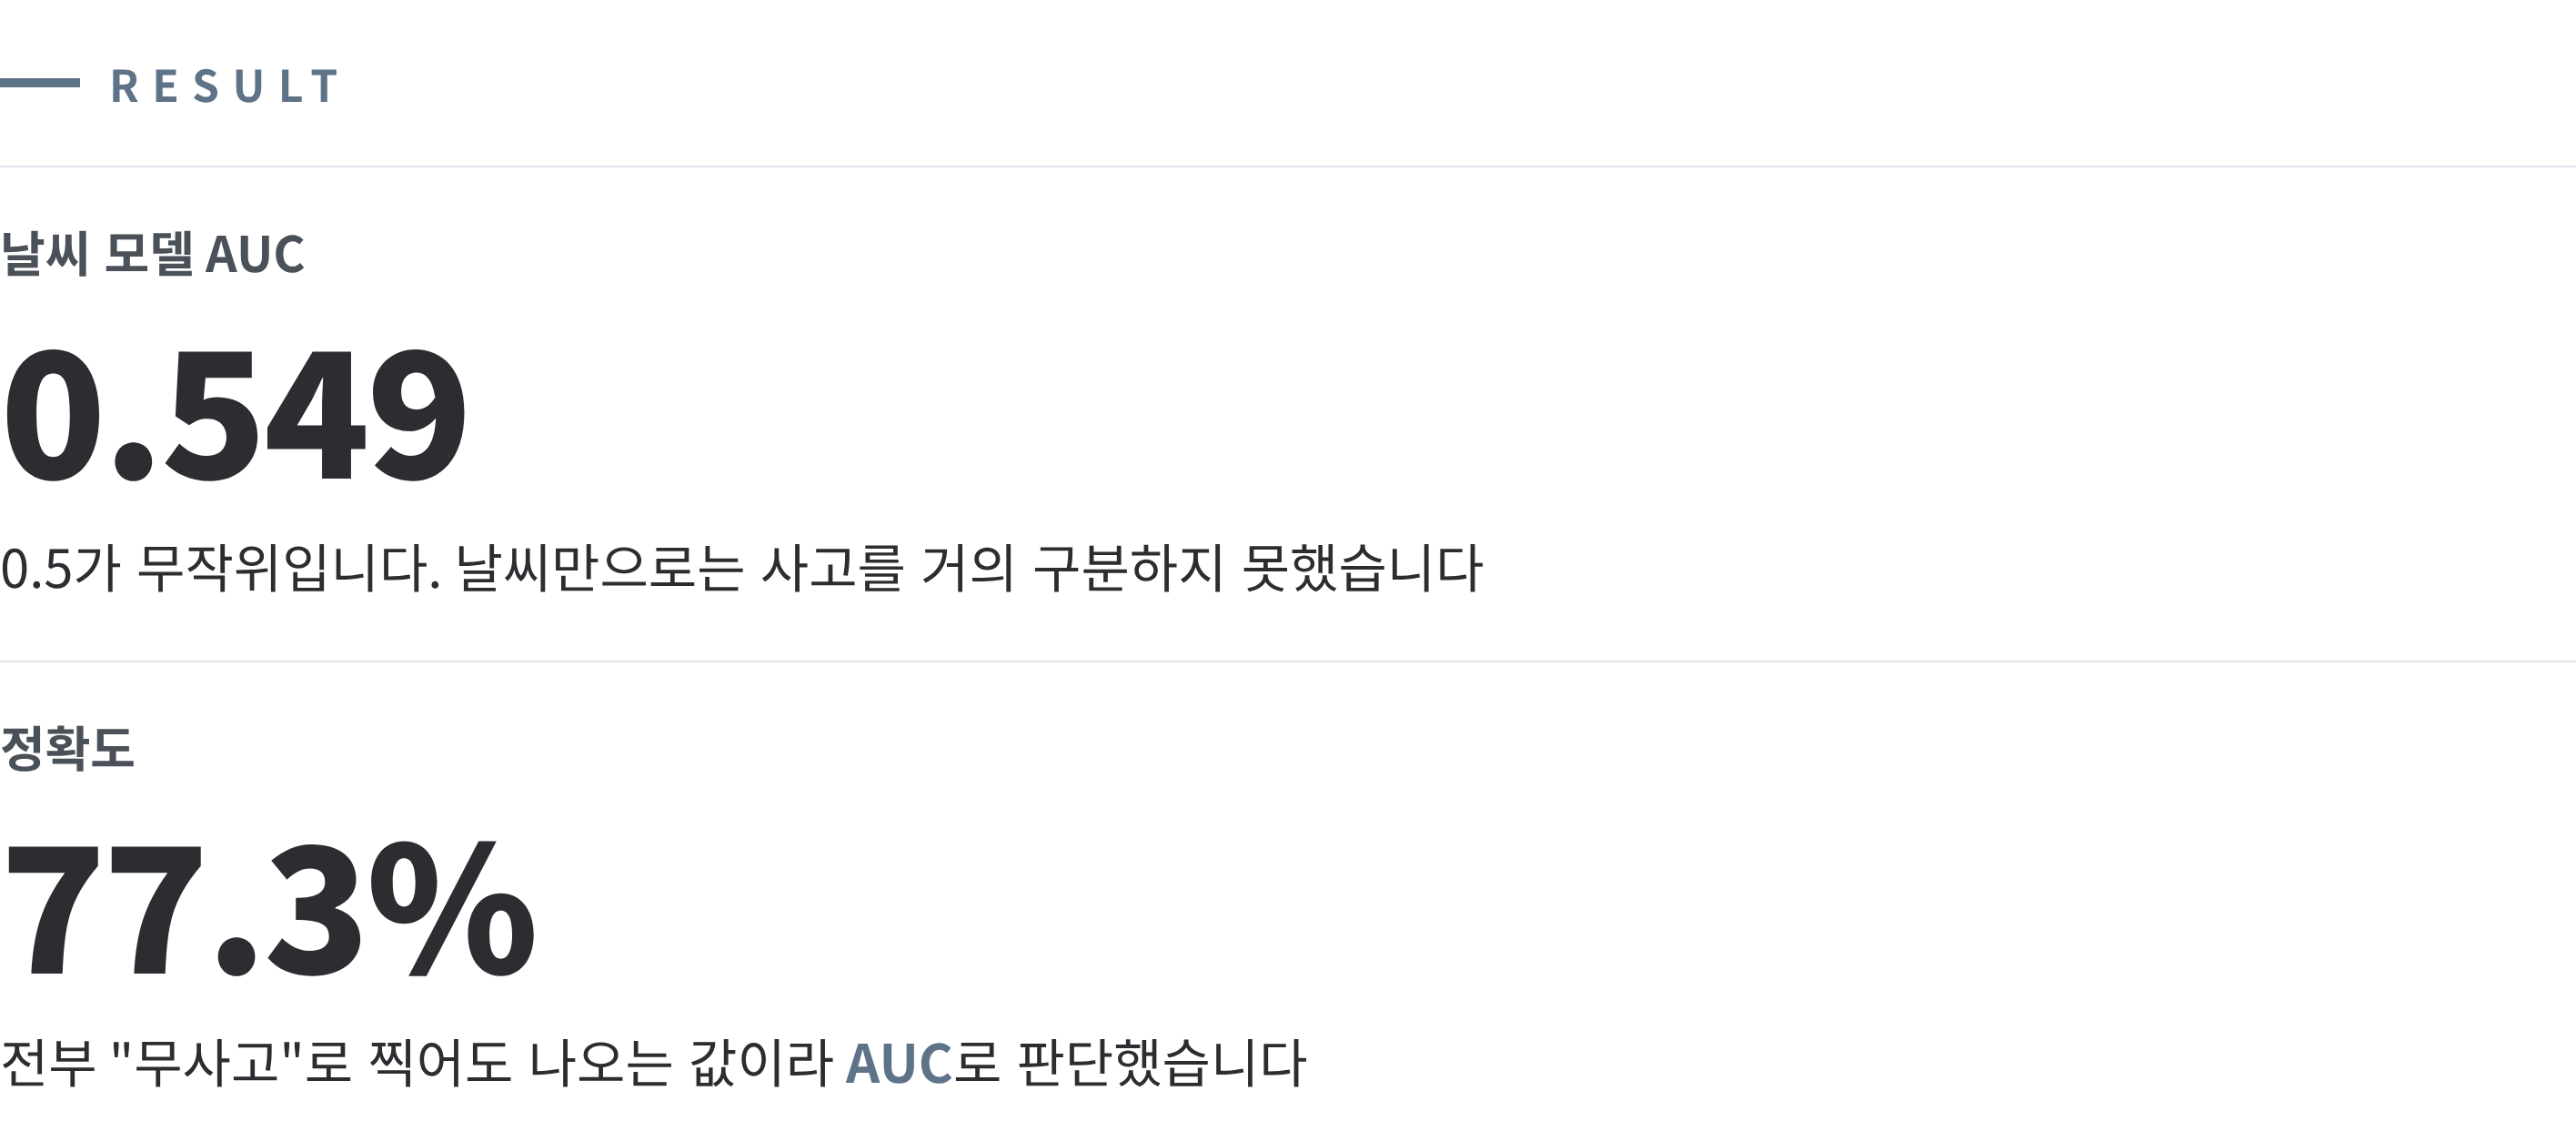 RESULT
날씨 모델 AUC
0.549
0.5가 무작위입니다. 날씨만으로는 사고를 거의 구분하지 못했습니다
정확도
77.3%
전부 "무사고"로 찍어도 나오는 값이라 AUC로 판단했습니다